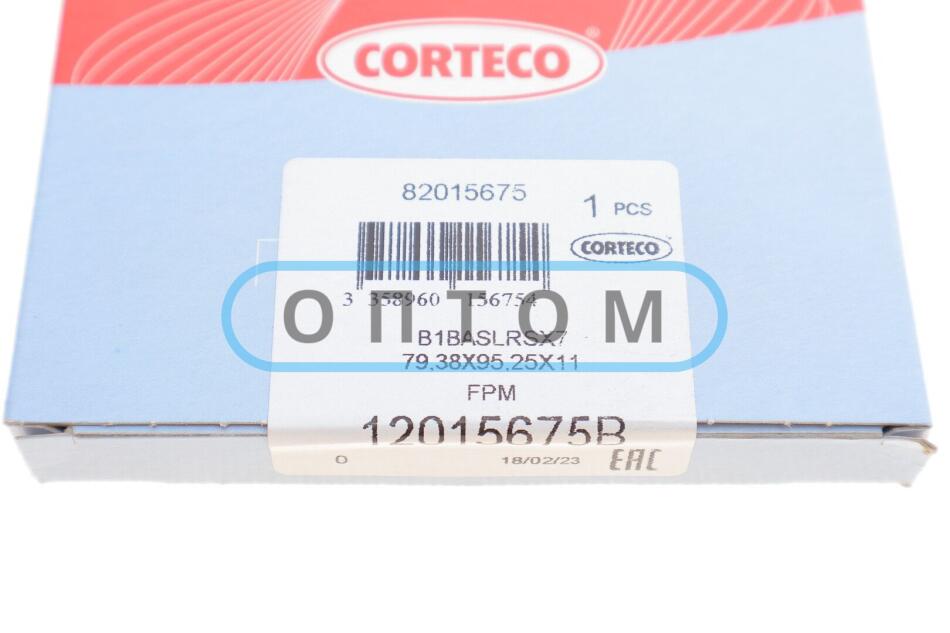 CORTECO®
82015675
1 PCS
CORTECO
3 358960 156754
ОПТОМ
B1BASLRSX7
79,38X95,25X11
FPM
12015675B
0 18/02/23 EAC